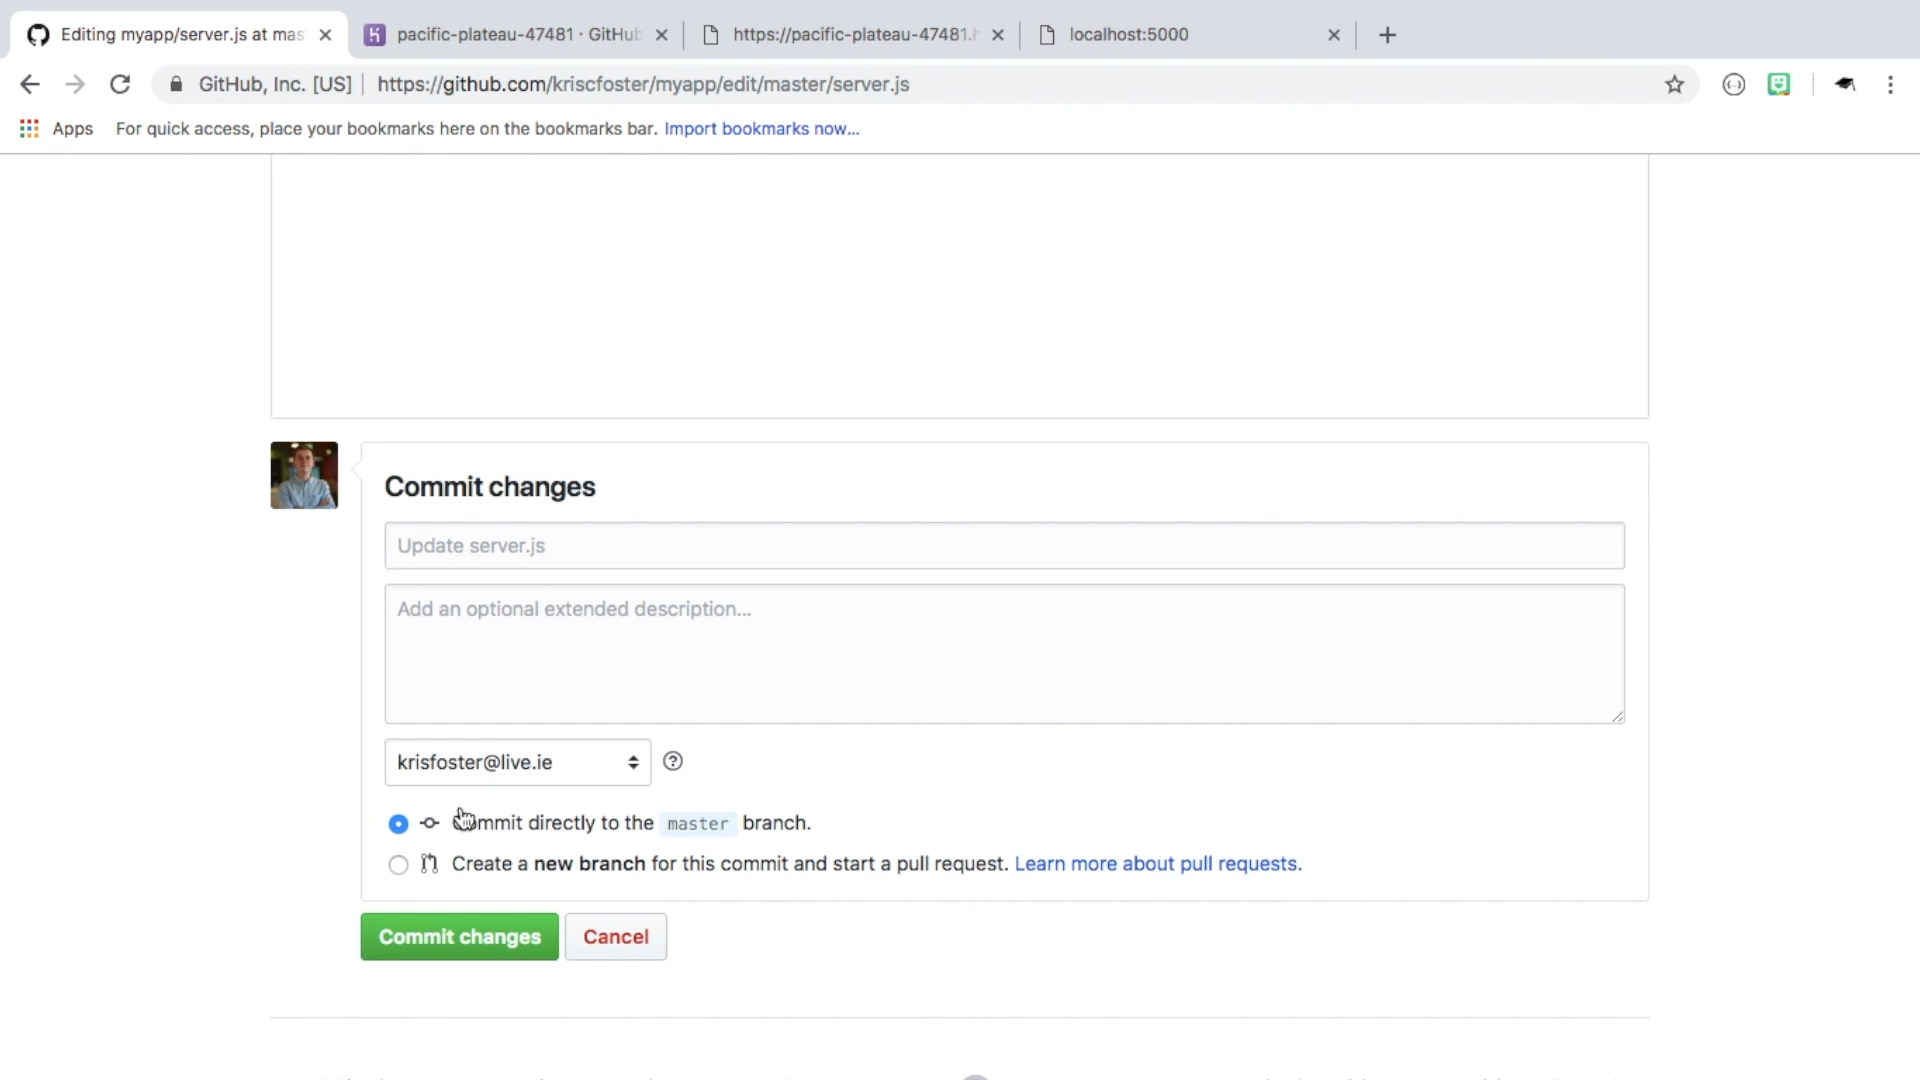 Editing myapp/server.js at mas
pacific-plateau-47481 · GitHub
https://pacific-plateau-47481.h
localhost:5000
GitHub, Inc. [US]
https://github.com/kriscfoster/myapp/edit/master/server.js
Apps
For quick access, place your bookmarks here on the bookmarks bar. Import bookmarks now...
Commit changes
Update server.js
Add an optional extended description...
krisfoster@live.ie
Commit directly to the master branch.
Create a new branch for this commit and start a pull request. Learn more about pull requests.
Commit changes
Cancel